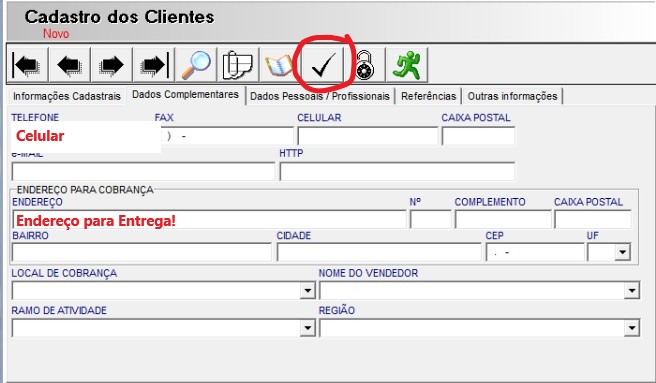 Cadastro dos Clientes
Novo
Informações Cadastrais Dados Complementares Dados Pessoais / Profissionais Referências Outras informações
TELEFONE FAX CELULAR CAIXA POSTAL
Celular ) -
e-MAIL HTTP
ENDEREÇO PARA COBRANÇA
ENDEREÇO Nº COMPLEMENTO CAIXA POSTAL
Endereço para Entrega!
BAIRRO CIDADE CEP UF
. -
LOCAL DE COBRANÇA NOME DO VENDEDOR
RAMO DE ATIVIDADE REGIÃO